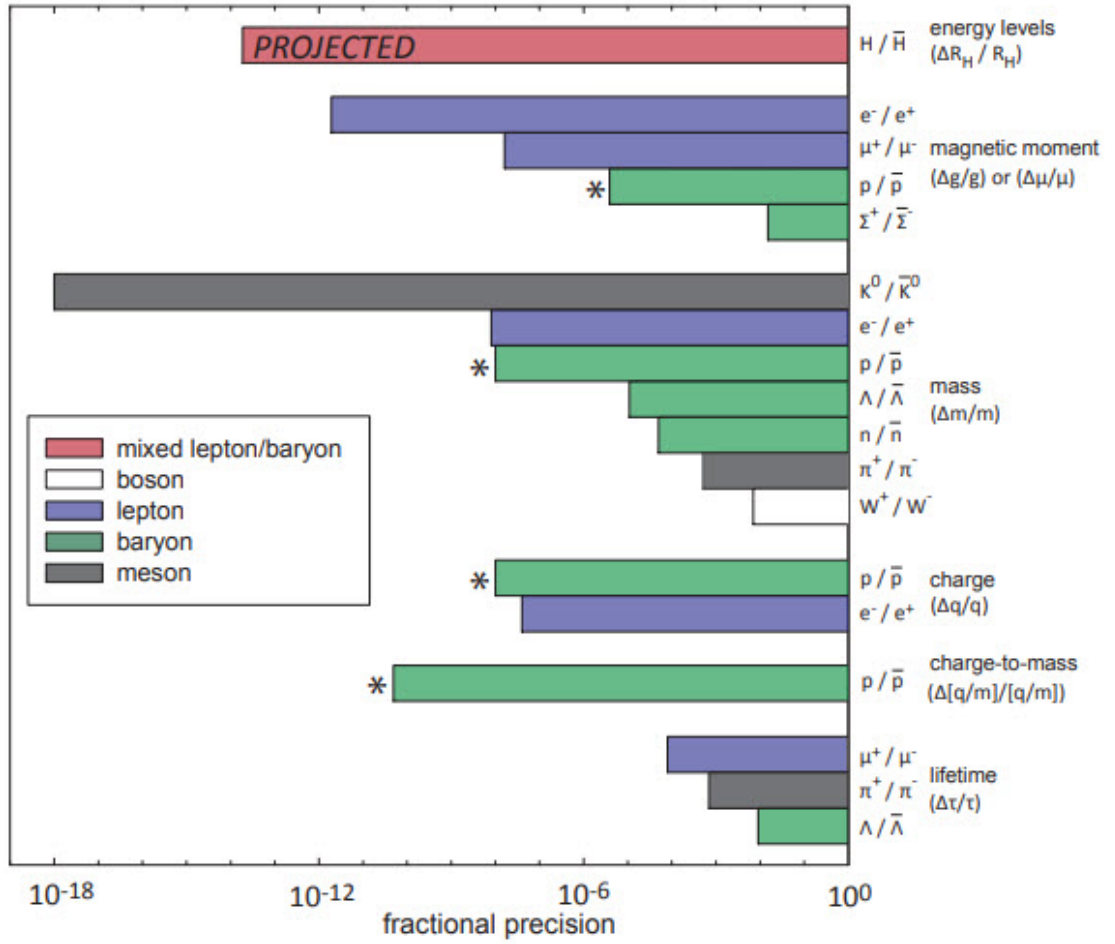 PROJECTED
H / H̅ energy levels
(ΔR_H / R_H)
e⁻ / e⁺
μ⁺ / μ⁻ magnetic moment
* p / p̅ (Δg/g) or (Δμ/μ)
Σ⁺ / Σ̅⁻
K⁰ / K̅⁰
e⁻ / e⁺
* p / p̅
Λ / Λ̅ mass
n / n̅ (Δm/m)
π⁺ / π⁻
W⁺ / W⁻
mixed lepton/baryon
boson
lepton
baryon
meson
* p / p̅ charge
e⁻ / e⁺ (Δq/q)
charge-to-mass
* p / p̅ (Δ[q/m]/[q/m])
μ⁺ / μ⁻
π⁺ / π⁻ lifetime
Λ / Λ̅ (Δτ/τ)
10⁻¹⁸ 10⁻¹² 10⁻⁶ 10⁰
fractional precision